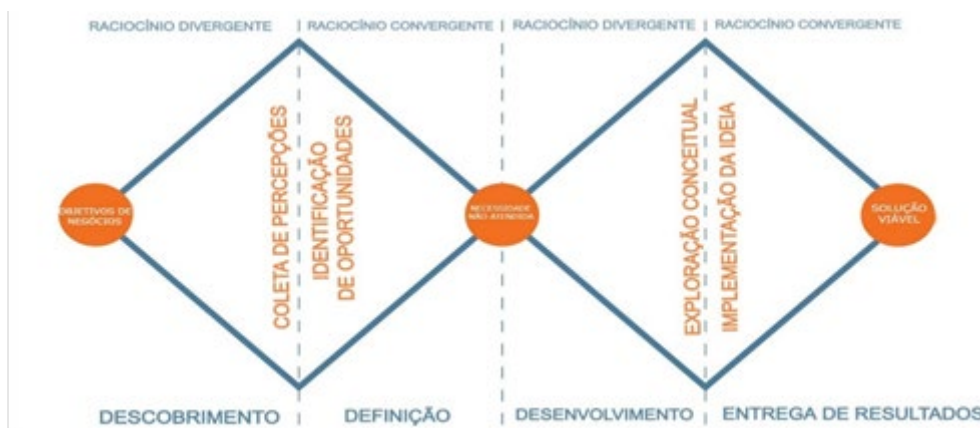 RACIOCÍNIO DIVERGENTE
RACIOCÍNIO CONVERGENTE
RACIOCÍNIO DIVERGENTE
RACIOCÍNIO CONVERGENTE
OBJETIVOS DE
NEGÓCIOS
COLETA DE PERCEPÇÕES
IDENTIFICAÇÃO
DE OPORTUNIDADES
NECESSIDADE
NÃO ATENDIDA
EXPLORAÇÃO CONCEITUAL
IMPLEMENTAÇÃO DA IDEIA
SOLUÇÃO
VIÁVEL
DESCOBRIMENTO
DEFINIÇÃO
DESENVOLVIMENTO
ENTREGA DE RESULTADOS